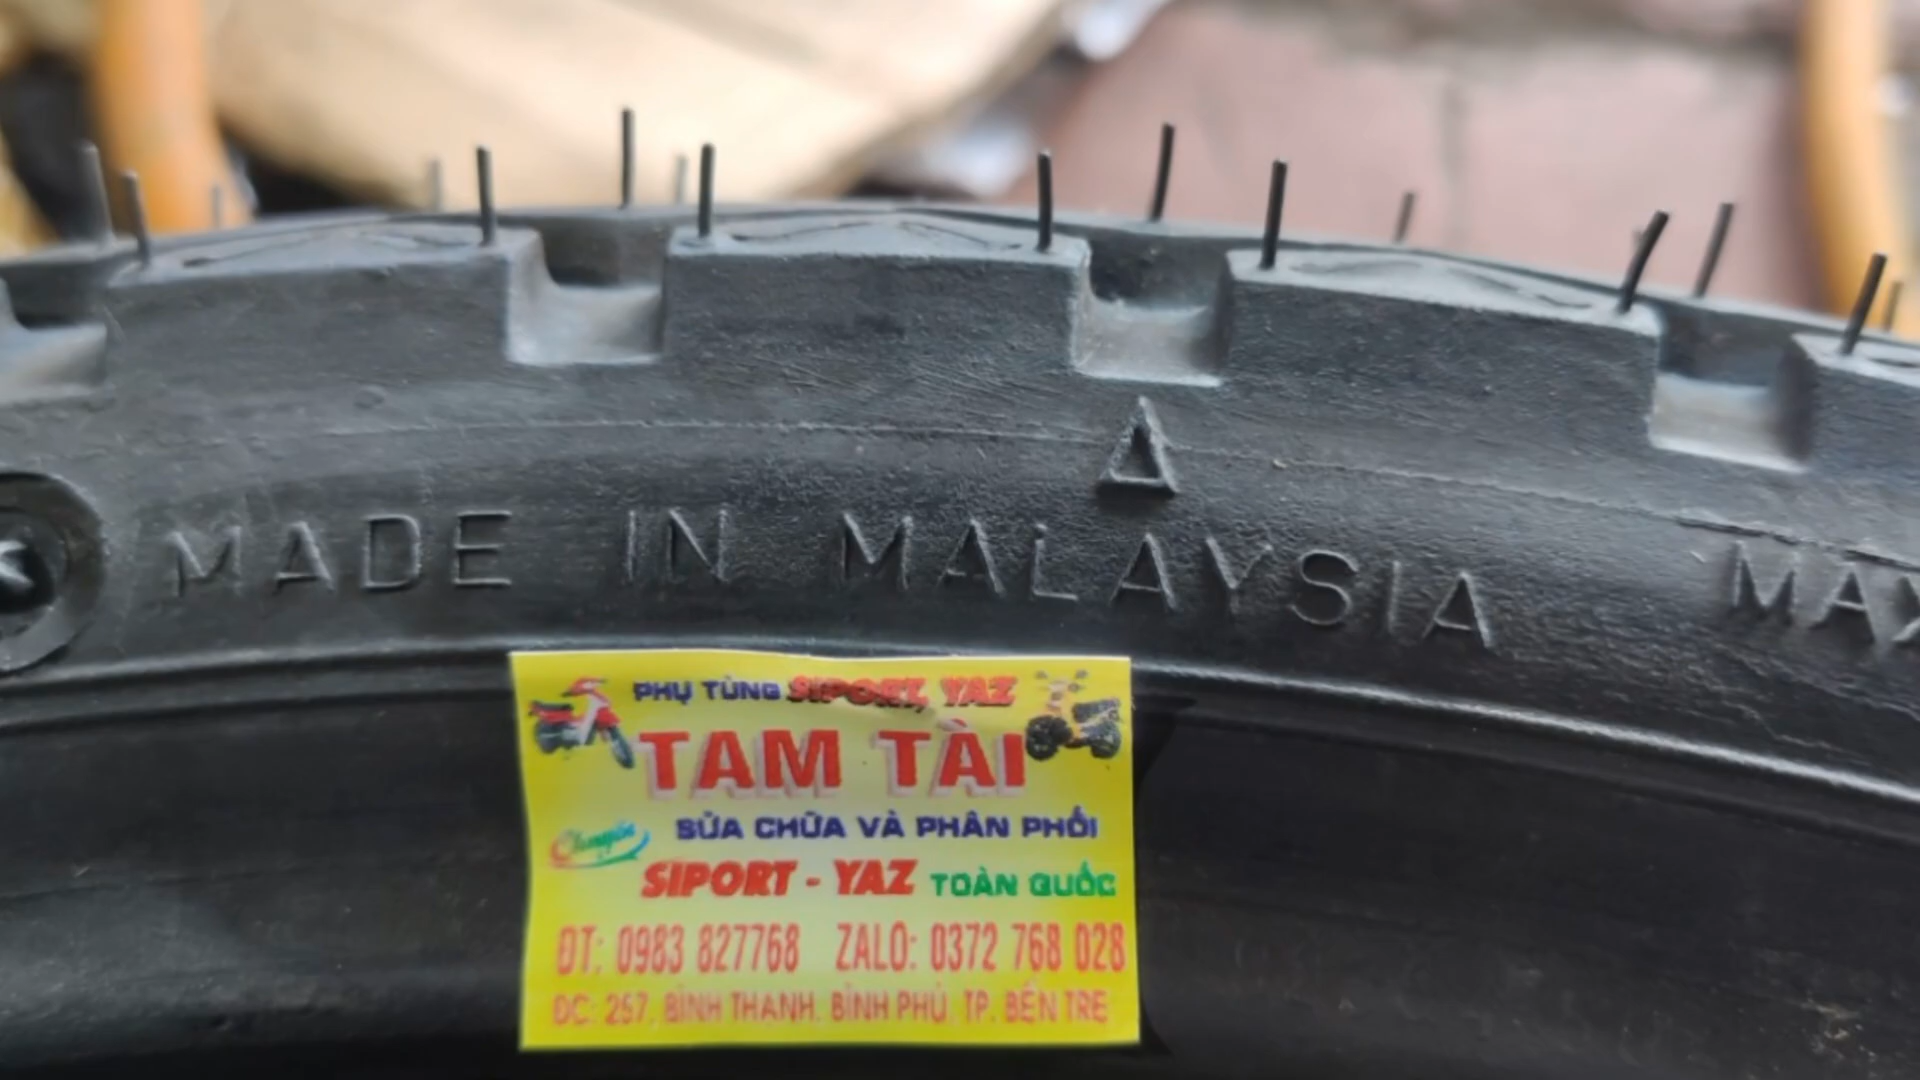 MADE IN MALAYSIA MAX
PHỤ TÙNG SIPORT, YAZ
TAM TÀI
SỬA CHỮA VÀ PHÂN PHỐI
SIPORT - YAZ TOÀN QUỐC
ĐT: 0983 827768 ZALO: 0372 768 028
ĐC: 257, BÌNH THẠNH, BÌNH PHÚ, TP. BẾN TRE